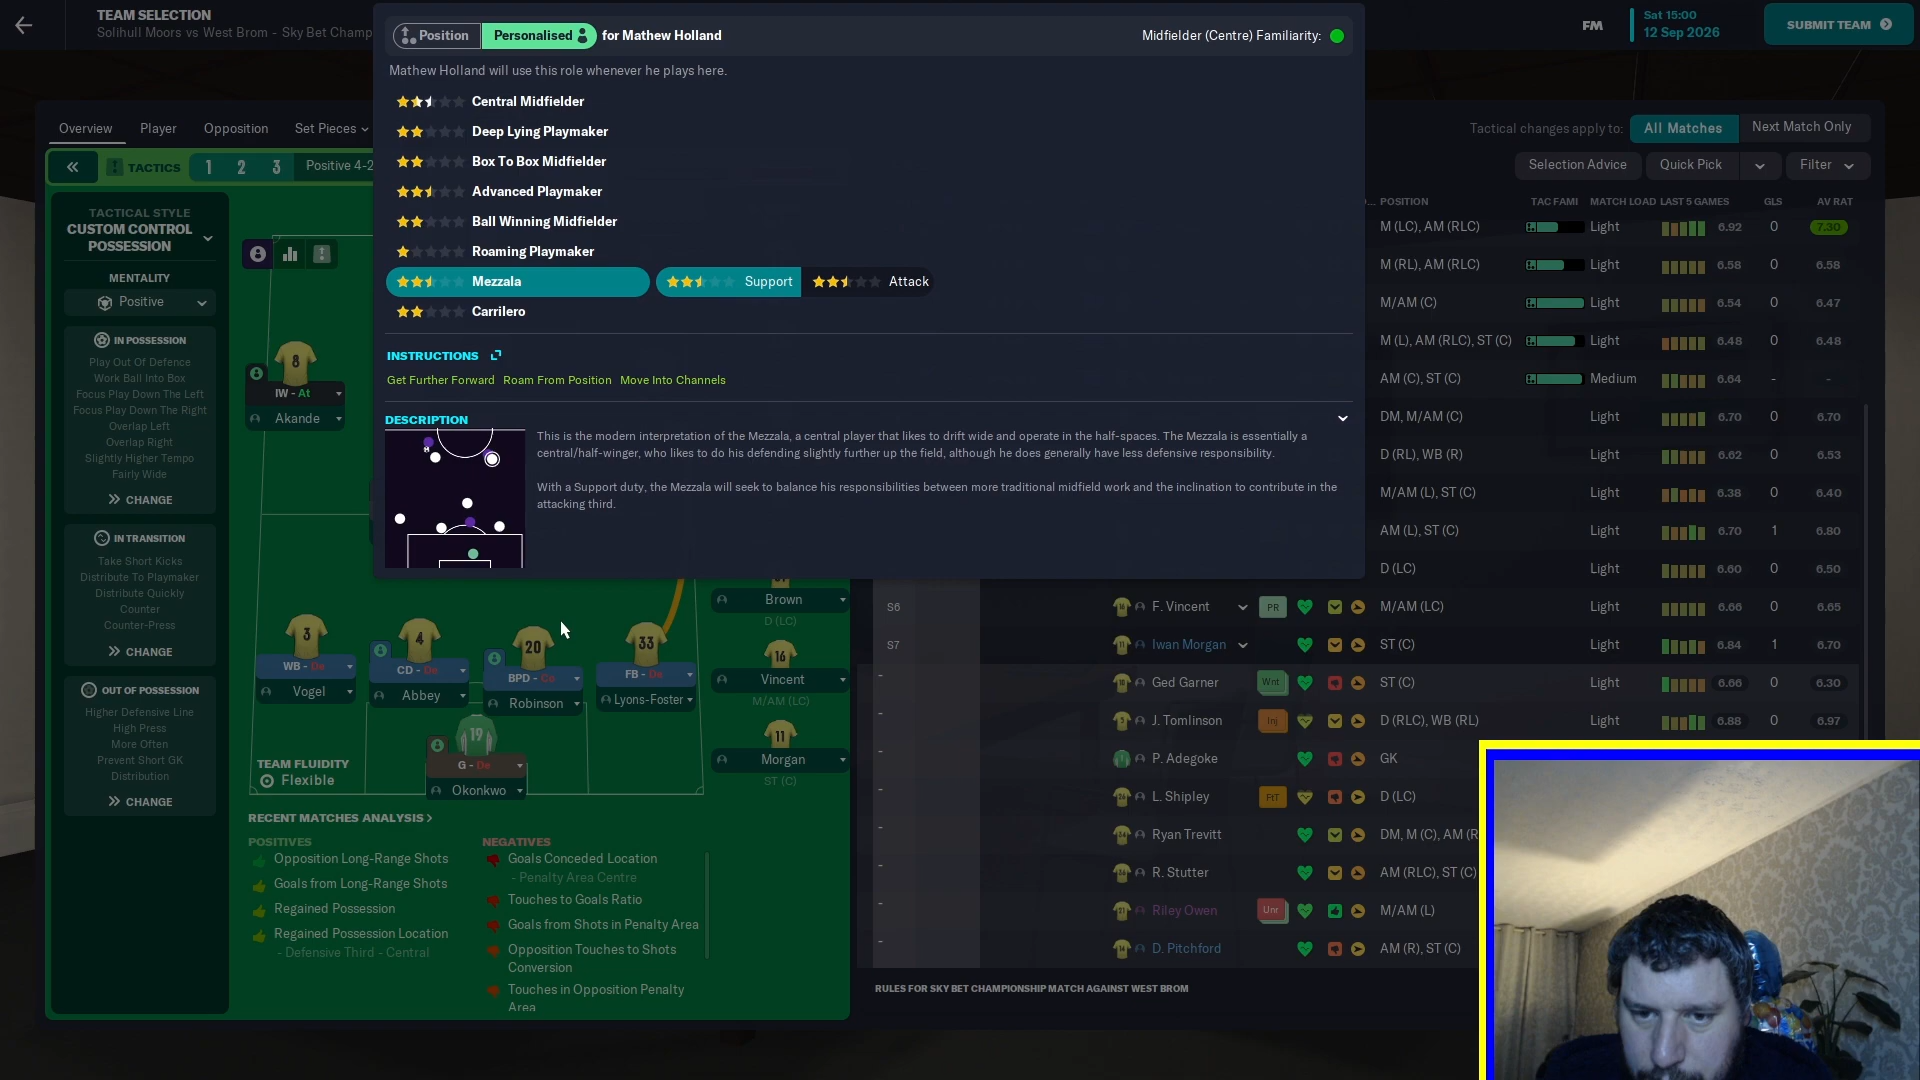 TEAM SELECTION
Solihull Moors vs West Brom - Sky Bet Champ
FM
Sat 15:00
12 Sep 2026
SUBMIT TEAM
Position
Personalised
for Mathew Holland
Midfielder (Centre) Familiarity:
Mathew Holland will use this role whenever he plays here.
Central Midfielder
Deep Lying Playmaker
Box To Box Midfielder
Advanced Playmaker
Ball Winning Midfielder
Roaming Playmaker
Mezzala
Support
Attack
Carrilero
INSTRUCTIONS
Get Further Forward Roam From Position Move Into Channels
DESCRIPTION
This is the modern interpretation of the Mezzala, a central player that likes to drift wide and operate in the half-spaces. The Mezzala is essentially a
central/half-winger, who likes to do his defending slightly further up the field, although he does generally have less defensive responsibility.
With a Support duty, the Mezzala will seek to balance his responsibilities between more traditional midfield work and the inclination to contribute in the
attacking third.
Overview
Player
Opposition
Set Pieces
TACTICS
1
2
3
Positive 4-2
TACTICAL STYLE
CUSTOM CONTROL
POSSESSION
MENTALITY
Positive
IN POSSESSION
Play Out Of Defence
Work Ball Into Box
Focus Play Down The Left
Focus Play Down The Right
Overlap Left
Overlap Right
Slightly Higher Tempo
Fairly Wide
CHANGE
IN TRANSITION
Take Short Kicks
Distribute To Playmaker
Distribute Quickly
Counter
Counter-Press
CHANGE
OUT OF POSSESSION
Higher Defensive Line
High Press
More Often
Prevent Short GK
Distribution
CHANGE
8
IW - At
Akande
3
WB - De
Vogel
4
CD - De
Abbey
20
BPD - Co
Robinson
33
FB - De
Lyons-Foster
19
G - De
Okonkwo
TEAM FLUIDITY
Flexible
Brown
D (LC)
16
Vincent
M/AM (LC)
11
Morgan
ST (C)
RECENT MATCHES ANALYSIS >
POSITIVES
Opposition Long-Range Shots
Goals from Long-Range Shots
Regained Possession
Regained Possession Location
- Defensive Third - Central
NEGATIVES
Goals Conceded Location
- Penalty Area Centre
Touches to Goals Ratio
Goals from Shots in Penalty Area
Opposition Touches to Shots
Conversion
Touches in Opposition Penalty
Area
Tactical changes apply to:
All Matches
Next Match Only
Selection Advice
Quick Pick
Filter
POSITION TAC FAMI MATCH LOAD LAST 5 GAMES GLS AV RAT
M (LC), AM (RLC) Light 6.92 0 7.30
M (RL), AM (RLC) Light 6.58 0 6.58
M/AM (C) Light 6.54 0 6.47
M (L), AM (RLC), ST (C) Light 6.48 0 6.48
AM (C), ST (C) Medium 6.64 - -
DM, M/AM (C) Light 6.70 0 6.70
D (RL), WB (R) Light 6.62 0 6.53
M/AM (L), ST (C) Light 6.38 0 6.40
AM (L), ST (C) Light 6.70 1 6.80
D (LC) Light 6.60 0 6.50
S6 F. Vincent PR M/AM (LC) Light 6.66 0 6.65
S7 Iwan Morgan ST (C) Light 6.84 1 6.70
- Ged Garner Wnt ST (C) Light 6.66 0 6.30
- J. Tomlinson Inj D (RLC), WB (RL) Light 6.88 0 6.97
- P. Adegoke GK
- L. Shipley FtT D (LC)
- Ryan Trevitt DM, M (C), AM (R
- R. Stutter AM (RLC), ST (C)
- Riley Owen Unr M/AM (L)
- D. Pitchford AM (R), ST (C)
RULES FOR SKY BET CHAMPIONSHIP MATCH AGAINST WEST BROM